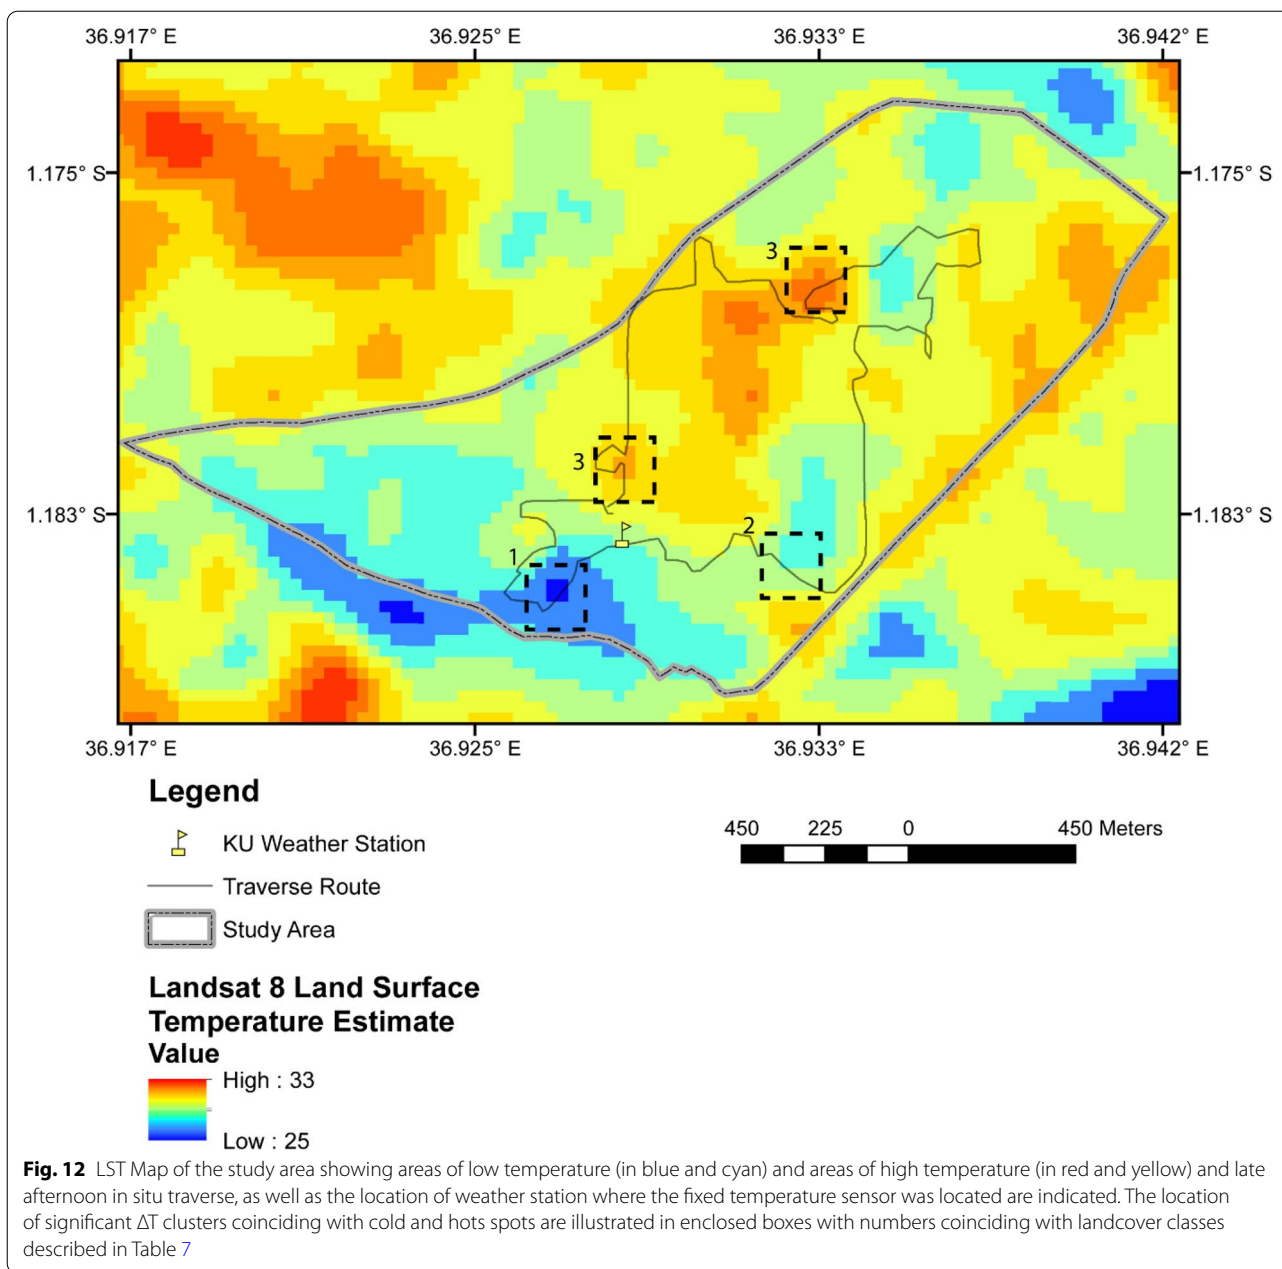 36.917° E 36.925° E 36.933° E 36.942° E
1.175° S 1.175° S
3
3
1.183° S 1.183° S
2
1
36.917° E 36.925° E 36.933° E 36.942° E
Legend
KU Weather Station
Traverse Route
Study Area
450 225 0 450 Meters
Landsat 8 Land Surface
Temperature Estimate
Value
High : 33
Low : 25
Fig. 12 LST Map of the study area showing areas of low temperature (in blue and cyan) and areas of high temperature (in red and yellow) and late
afternoon in situ traverse, as well as the location of weather station where the fixed temperature sensor was located are indicated. The location
of significant ΔT clusters coinciding with cold and hots spots are illustrated in enclosed boxes with numbers coinciding with landcover classes
described in Table 7